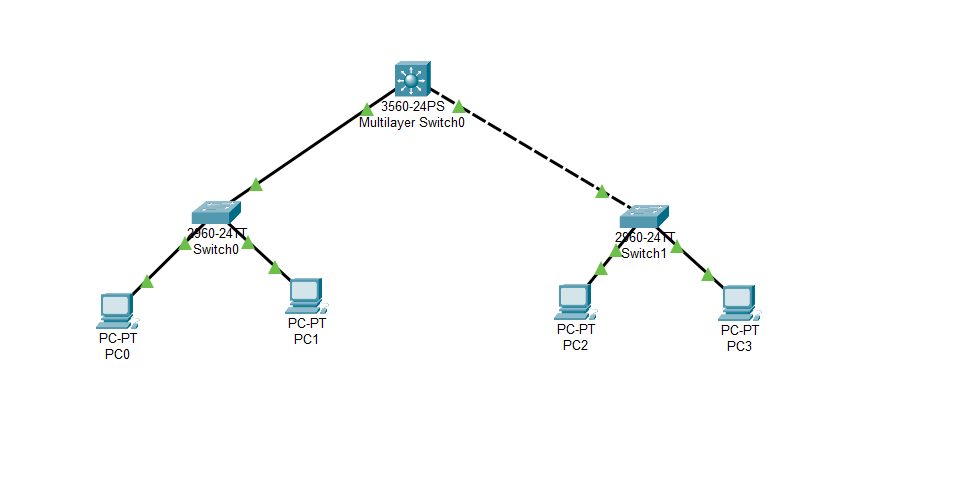 3560-24PS
Multilayer Switch0
2960-24TT
Switch0
2960-24TT
Switch1
PC-PT
PC0
PC-PT
PC1
PC-PT
PC2
PC-PT
PC3